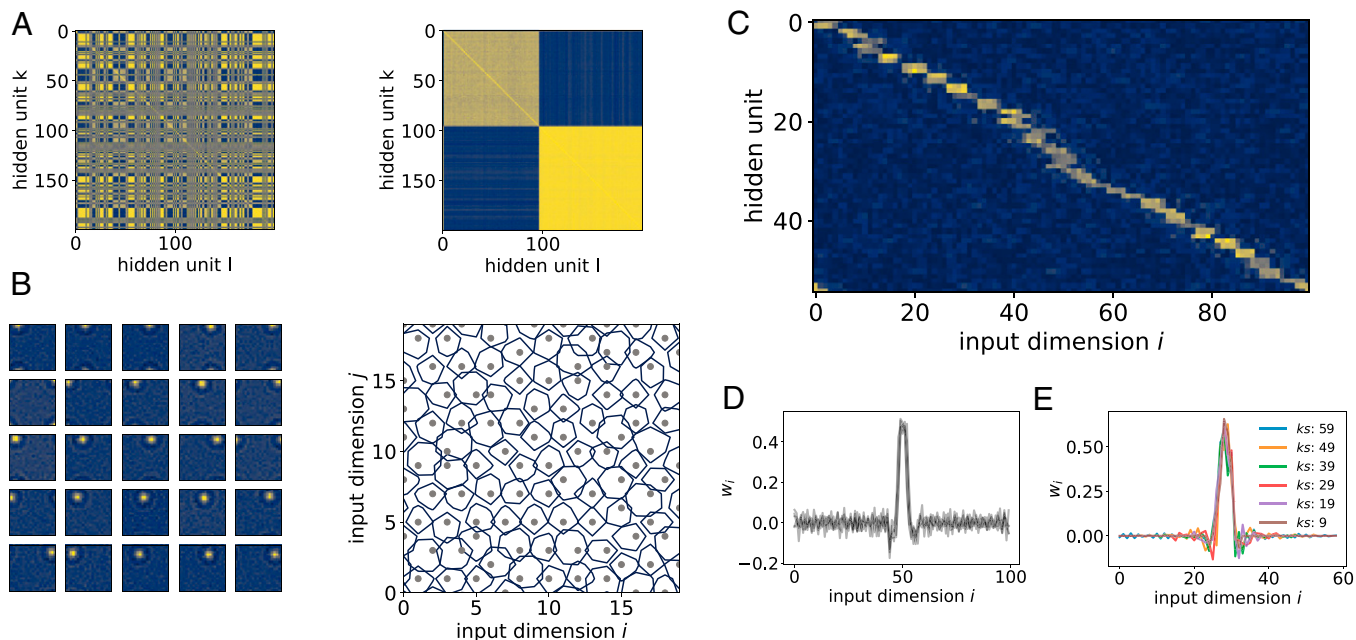 A
0
50
100
150
hidden unit k
0
100
hidden unit l
0
50
100
150
hidden unit k
0
100
hidden unit l
B
15
10
5
0
input dimension j
0
5
10
15
input dimension i
C
0
20
40
hidden unit
0
20
40
60
80
input dimension i
D
0.4
0.2
0.0
−0.2
wi
0
50
100
input dimension i
E
0.50
0.25
0.00
wi
ks: 59
ks: 49
ks: 39
ks: 29
ks: 19
ks: 9
0
20
40
60
input dimension i